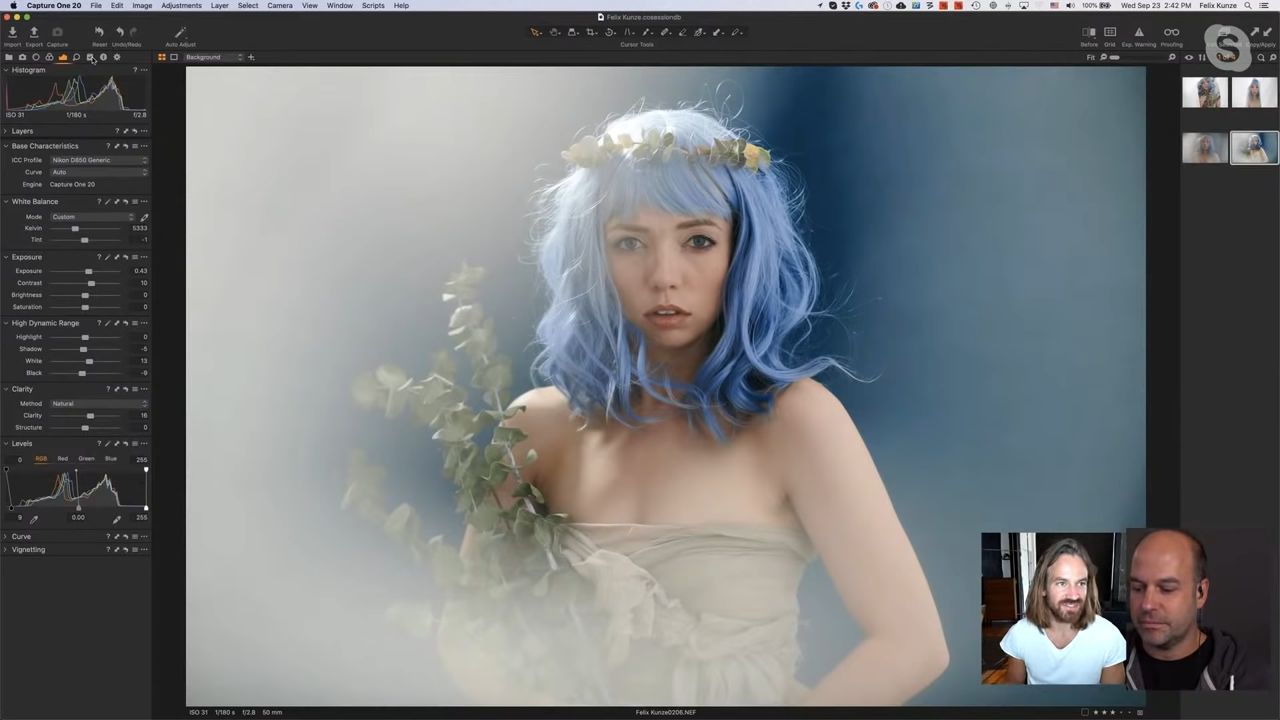 Capture One 20 File Edit View Image Adjustments Layer Select Camera Window Scripts Help
100% Wed Sep 23 2:42 PM Felix Kunze
Felix Kunze.cosessiondb
Import Export Capture Reset Undo/Redo Auto Adjust Cursor Tools Before Grid Exp. Warning Proofing Copy/Apply
Background Fit
Histogram
ISO 31 1/180 s f/2.8
Layers
Base Characteristics
ICC Profile Nikon D850 Generic
Curve Auto
Engine Capture One 20
White Balance
Mode Custom
Kelvin 5333
Tint -1
Exposure
Exposure 0.43
Contrast 10
Brightness 0
Saturation 0
High Dynamic Range
Highlight 0
Shadow -5
White 13
Black -9
Clarity
Method Natural
Clarity 16
Structure 0
Levels
0 RGB Red Green Blue 255
9 0.00 255
Curve
Vignetting
ISO 31 1/180 s f/2.8 50 mm Felix Kunze0206.NEF